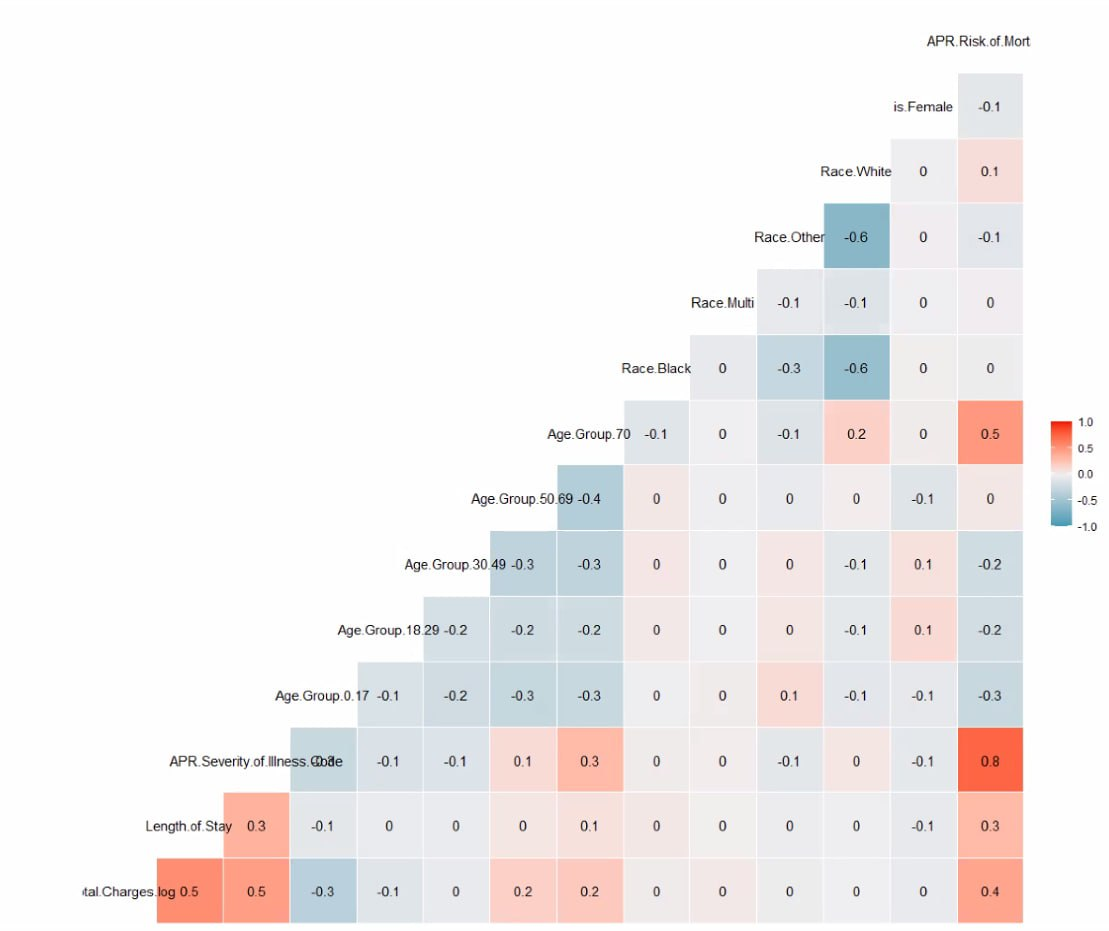 APR.Risk.of.Mort
is.Female -0.1
Race.White 0 0.1
Race.Other -0.6 0 -0.1
Race.Multi -0.1 -0.1 0 0
Race.Black 0 -0.3 -0.6 0 0
Age.Group.70 -0.1 0 -0.1 0.2 0 0.5
Age.Group.50.69 -0.4 0 0 0 0 -0.1 0
Age.Group.30.49 -0.3 -0.3 0 0 0 -0.1 0.1 -0.2
Age.Group.18.29 -0.2 -0.2 -0.2 0 0 0 -0.1 0.1 -0.2
Age.Group.0.17 -0.1 -0.2 -0.3 -0.3 0 0 0.1 -0.1 -0.1 -0.3
APR.Severity.of.Illness.Code -0.3 -0.1 -0.1 0.1 0.3 0 0 -0.1 0 -0.1 0.8
Length.of.Stay 0.3 -0.1 0 0 0 0.1 0 0 0 0 -0.1 0.3
tal.Charges.log 0.5 0.5 -0.3 -0.1 0 0.2 0.2 0 0 0 0 0 0.4
1.0
0.5
0.0
-0.5
-1.0